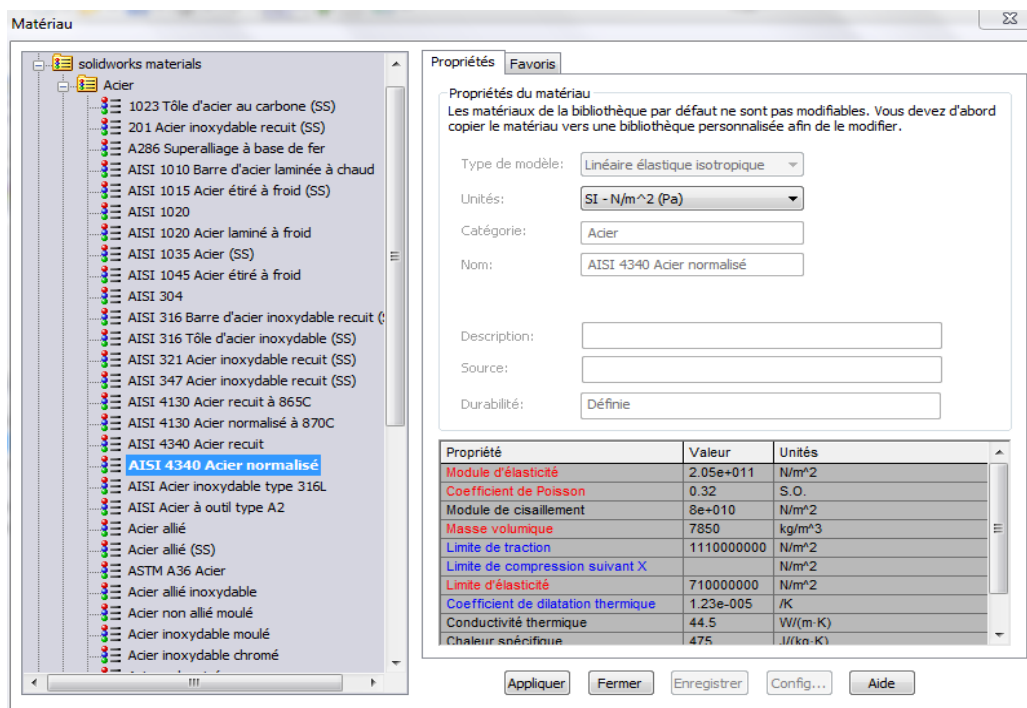 Matériau
solidworks materials
Acier
1023 Tôle d'acier au carbone (SS)
201 Acier inoxydable recuit (SS)
A286 Superalliage à base de fer
AISI 1010 Barre d'acier laminée à chaud
AISI 1015 Acier étiré à froid (SS)
AISI 1020
AISI 1020 Acier laminé à froid
AISI 1035 Acier (SS)
AISI 1045 Acier étiré à froid
AISI 304
AISI 316 Barre d'acier inoxydable recuit (
AISI 316 Tôle d'acier inoxydable (SS)
AISI 321 Acier inoxydable recuit (SS)
AISI 347 Acier inoxydable recuit (SS)
AISI 4130 Acier recuit à 865C
AISI 4130 Acier normalisé à 870C
AISI 4340 Acier recuit
AISI 4340 Acier normalisé
AISI Acier inoxydable type 316L
AISI Acier à outil type A2
Acier allié
Acier allié (SS)
ASTM A36 Acier
Acier allié inoxydable
Acier non allié moulé
Acier inoxydable moulé
Acier inoxydable chromé
Propriétés Favoris
Propriétés du matériau
Les matériaux de la bibliothèque par défaut ne sont pas modifiables. Vous devez d'abord
copier le matériau vers une bibliothèque personnalisée afin de le modifier.
Type de modèle: Linéaire élastique isotropique
Unités: SI - N/m^2 (Pa)
Catégorie: Acier
Nom: AISI 4340 Acier normalisé
Description:
Source:
Durabilité: Définie
Propriété Valeur Unités
Module d'élasticité 2.05e+011 N/m^2
Coefficient de Poisson 0.32 S.O.
Module de cisaillement 8e+010 N/m^2
Masse volumique 7850 kg/m^3
Limite de traction 1110000000 N/m^2
Limite de compression suivant X N/m^2
Limite d'élasticité 710000000 N/m^2
Coefficient de dilatation thermique 1.23e-005 /K
Conductivité thermique 44.5 W/(m·K)
Chaleur spécifique 475 J/(kg·K)
Appliquer Fermer Enregistrer Config... Aide